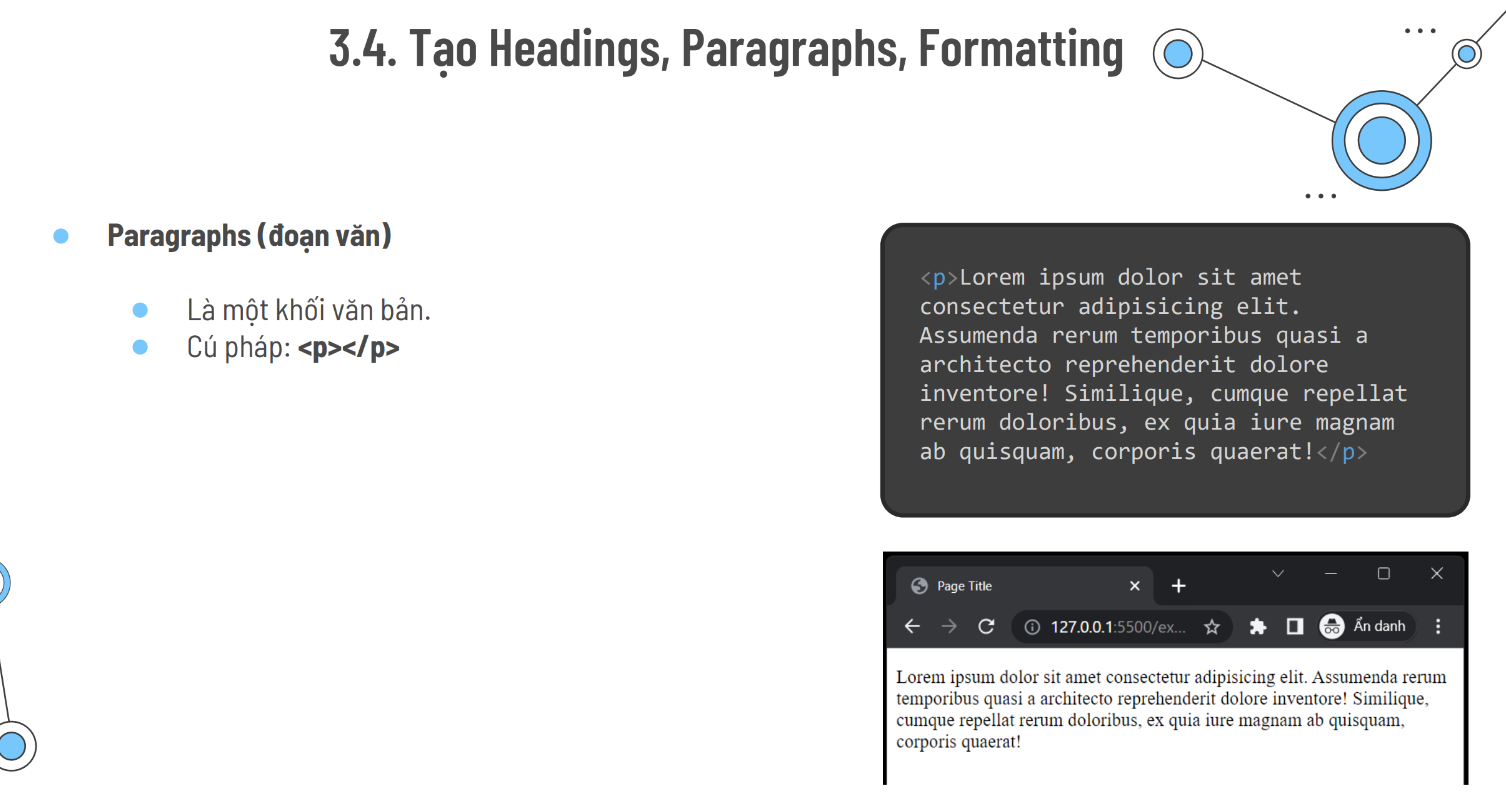 3.4. Tạo Headings, Paragraphs, Formatting
Paragraphs (đoạn văn)
Là một khối văn bản.
Cú pháp: <p></p>
<p>Lorem ipsum dolor sit amet
consectetur adipisicing elit.
Assumenda rerum temporibus quasi a
architecto reprehenderit dolore
inventore! Similique, cumque repellat
rerum doloribus, ex quia iure magnam
ab quisquam, corporis quaerat!</p>
Page Title
127.0.0.1:5500/ex...
Ẩn danh
Lorem ipsum dolor sit amet consectetur adipisicing elit. Assumenda rerum
temporibus quasi a architecto reprehenderit dolore inventore! Similique,
cumque repellat rerum doloribus, ex quia iure magnam ab quisquam,
corporis quaerat!